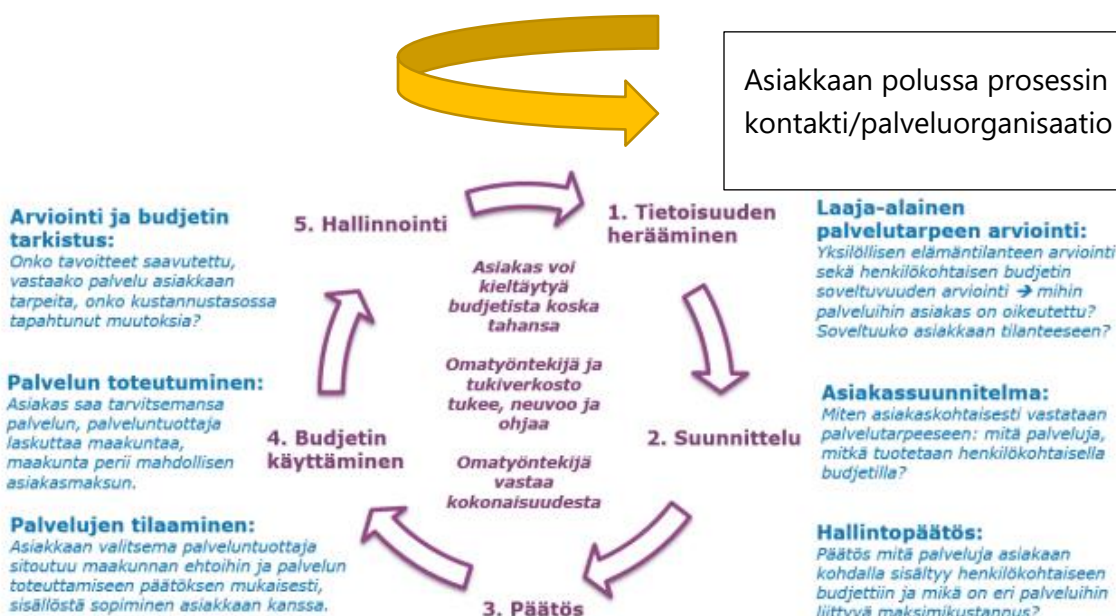 Asiakkaan polussa prosessin
kontakti/palveluorganisaatio
Arviointi ja budjetin
tarkistus:
Onko tavoitteet saavutettu,
vastaako palvelu asiakkaan
tarpeita, onko kustannustasossa
tapahtunut muutoksia?
Palvelun toteutuminen:
Asiakas saa tarvitsemansa
palvelun, palveluntuottaja
laskuttaa maakuntaa,
maakunta perii mahdollisen
asiakasmaksun.
Palvelujen tilaaminen:
Asiakkaan valitsema palveluntuottaja
sitoutuu maakunnan ehtoihin ja palvelun
toteuttamiseen päätöksen mukaisesti,
sisällöstä sopiminen asiakkaan kanssa.
5. Hallinnointi
1. Tietoisuuden
herääminen
Asiakas voi
kieltäytyä
budjetista koska
tahansa
Omatyöntekijä ja
tukiverkosto
tukee, neuvoo ja
ohjaa
Omatyöntekijä
vastaa
kokonaisuudesta
4. Budjetin
käyttäminen
2. Suunnittelu
3. Päätös
Laaja-alainen
palvelutarpeen arviointi:
Yksilöllisen elämäntilanteen arviointi
sekä henkilökohtaisen budjetin
soveltuvuuden arviointi → mihin
palveluihin asiakas on oikeutettu?
Soveltuuko asiakkaan tilanteeseen?
Asiakassuunnitelma:
Miten asiakaskohtaisesti vastataan
palvelutarpeeseen: mitä palveluja,
mitkä tuotetaan henkilökohtaisella
budjetilla?
Hallintopäätös:
Päätös mitä palveluja asiakaan
kohdalla sisältyy henkilökohtaiseen
budjettiin ja mikä on eri palveluihin
liittyvä maksimikustannus?